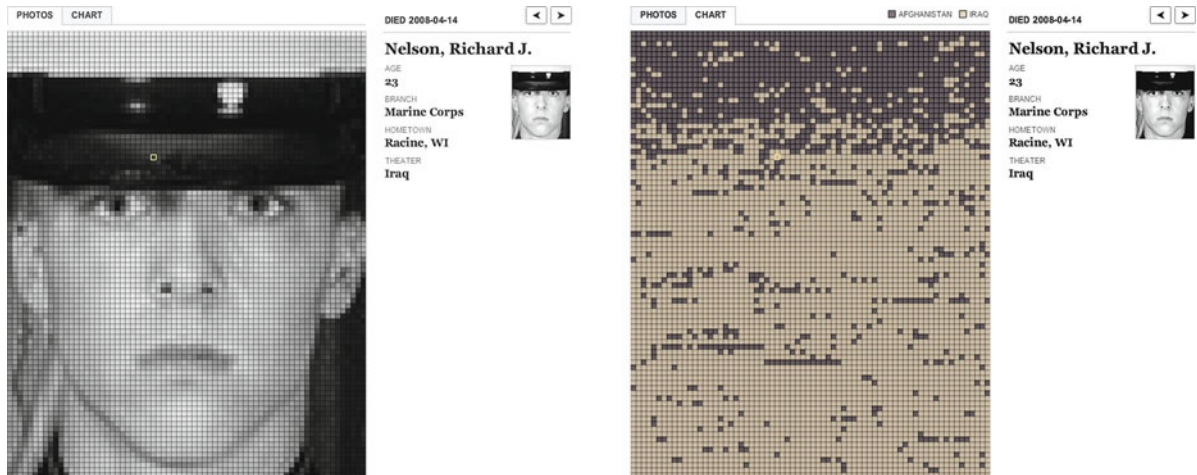 PHOTOS CHART
DIED 2008-04-14
Nelson, Richard J.
AGE
23
BRANCH
Marine Corps
HOMETOWN
Racine, WI
THEATER
Iraq
PHOTOS CHART
AFGHANISTAN IRAQ
DIED 2008-04-14
Nelson, Richard J.
AGE
23
BRANCH
Marine Corps
HOMETOWN
Racine, WI
THEATER
Iraq